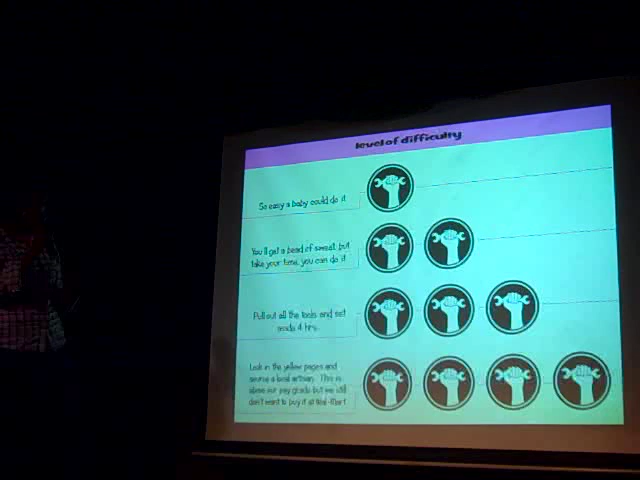 level of difficulty
So easy a baby could do it
You'll get a bead of sweat, but
take your time, you can do it
Pull out all the tools and set
aside 4 hrs.
Look in the yellow pages and
source a local artisan. This is
above our pay grade but we still
don't want to buy it at Wal-Mart